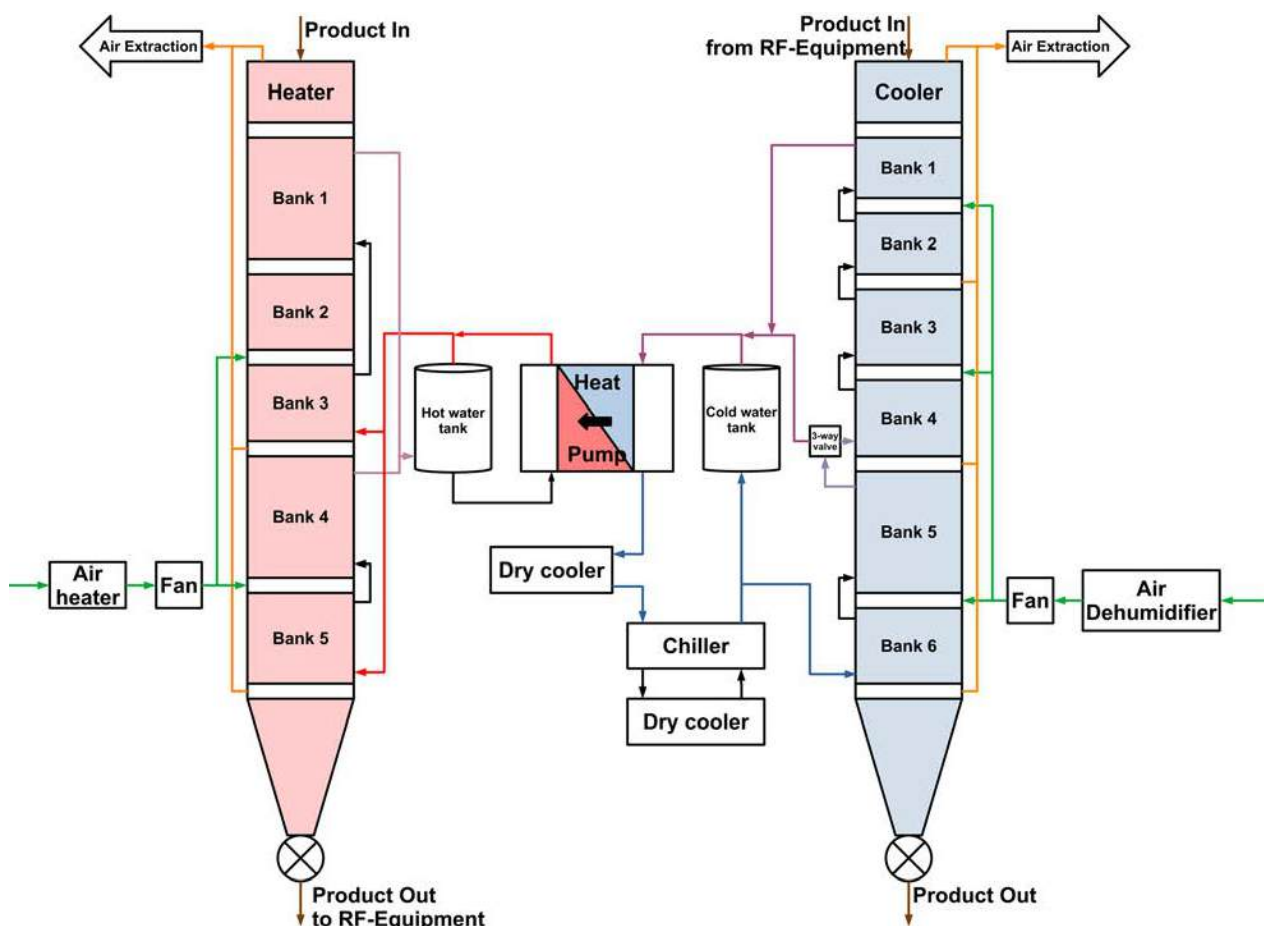 Air Extraction
Product In
Heater
Bank 1
Bank 2
Bank 3
Bank 4
Bank 5
Air
heater
Fan
Product Out
to RF-Equipment
Hot water
tank
Heat
Pump
Cold water
tank
3-way
valve
Dry cooler
Chiller
Dry cooler
Product In
from RF-Equipment
Air Extraction
Cooler
Bank 1
Bank 2
Bank 3
Bank 4
Bank 5
Bank 6
Fan
Air
Dehumidifier
Product Out